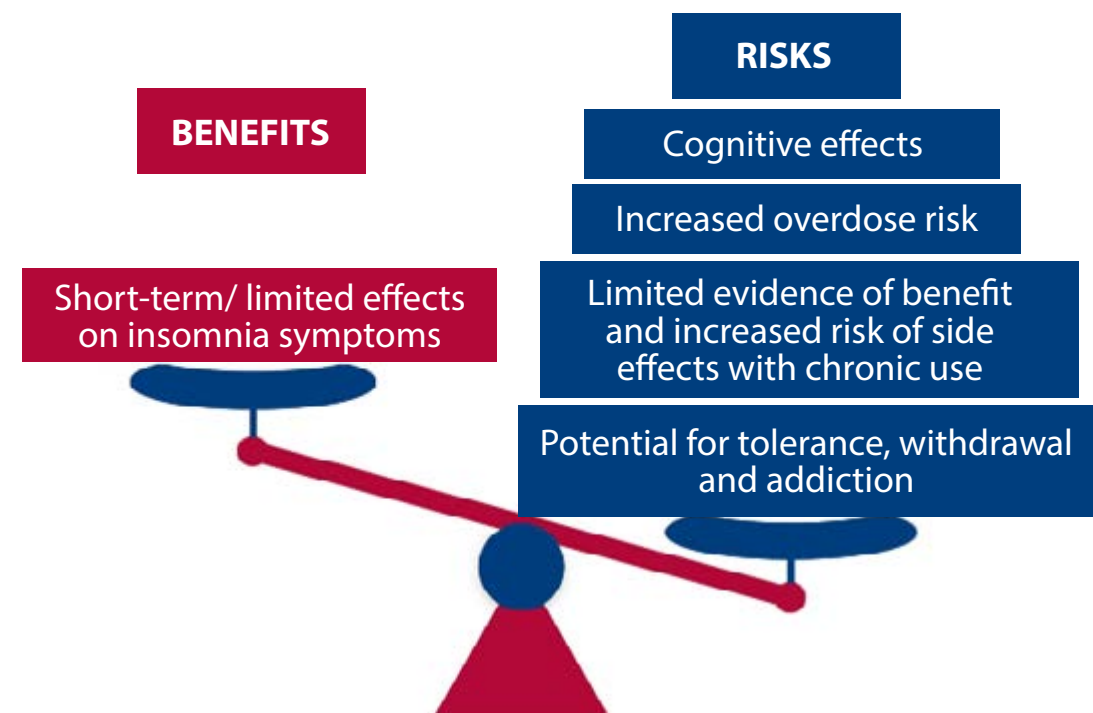 BENEFITS
Short-term/ limited effects
on insomnia symptoms
RISKS
Cognitive effects
Increased overdose risk
Limited evidence of benefit
and increased risk of side
effects with chronic use
Potential for tolerance, withdrawal
and addiction